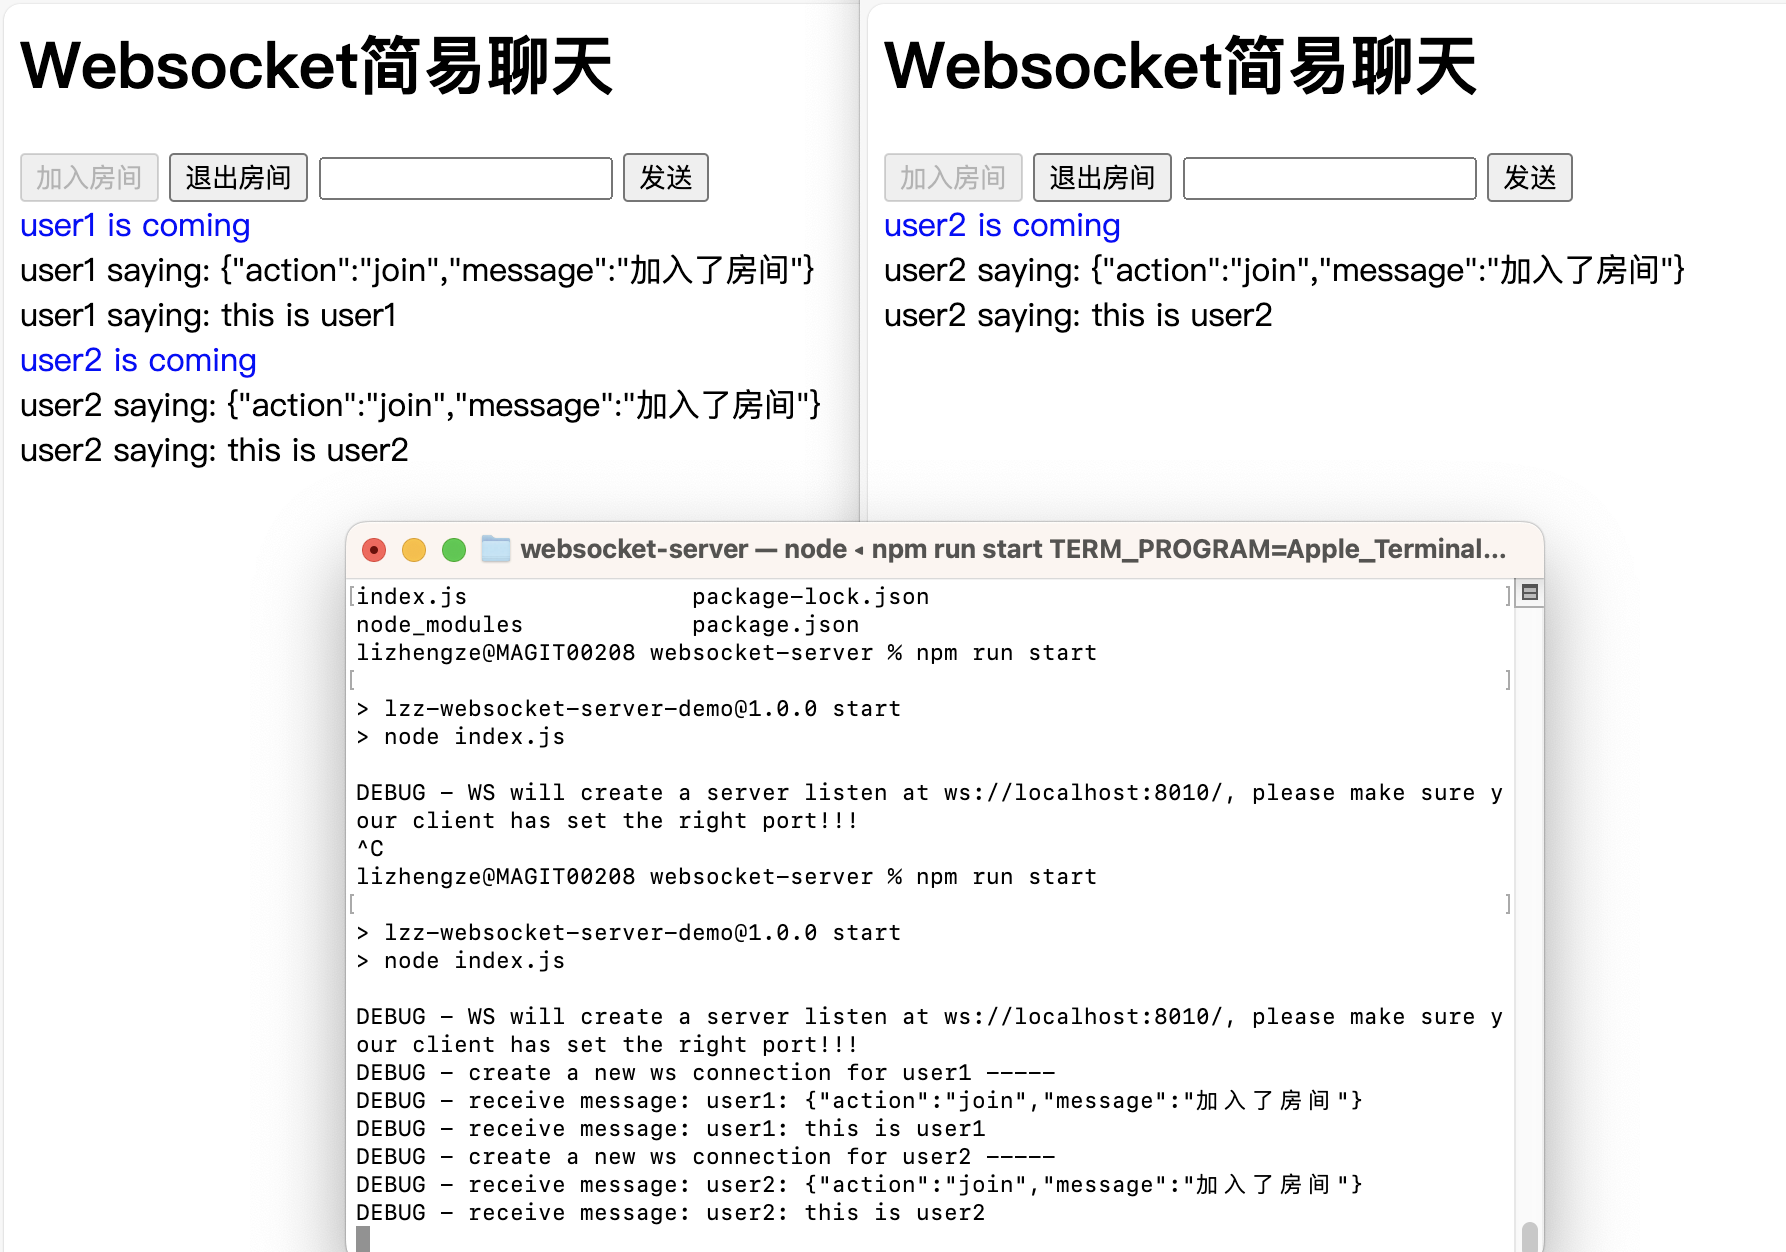 Websocket简易聊天
加入房间 退出房间 发送
user1 is coming
user1 saying: {"action":"join","message":"加入了房间"}
user1 saying: this is user1
user2 is coming
user2 saying: {"action":"join","message":"加入了房间"}
user2 saying: this is user2
Websocket简易聊天
加入房间 退出房间 发送
user2 is coming
user2 saying: {"action":"join","message":"加入了房间"}
user2 saying: this is user2
websocket-server — node ◂ npm run start TERM_PROGRAM=Apple_Terminal...
[index.js package-lock.json ]
node_modules package.json
lizhengze@MAGIT00208 websocket-server % npm run start
[ ]
> lzz-websocket-server-demo@1.0.0 start
> node index.js
DEBUG - WS will create a server listen at ws://localhost:8010/, please make sure y
our client has set the right port!!!
^C
lizhengze@MAGIT00208 websocket-server % npm run start
[ ]
> lzz-websocket-server-demo@1.0.0 start
> node index.js
DEBUG - WS will create a server listen at ws://localhost:8010/, please make sure y
our client has set the right port!!!
DEBUG - create a new ws connection for user1 -----
DEBUG - receive message: user1: {"action":"join","message":"加入了房间"}
DEBUG - receive message: user1: this is user1
DEBUG - create a new ws connection for user2 -----
DEBUG - receive message: user2: {"action":"join","message":"加入了房间"}
DEBUG - receive message: user2: this is user2